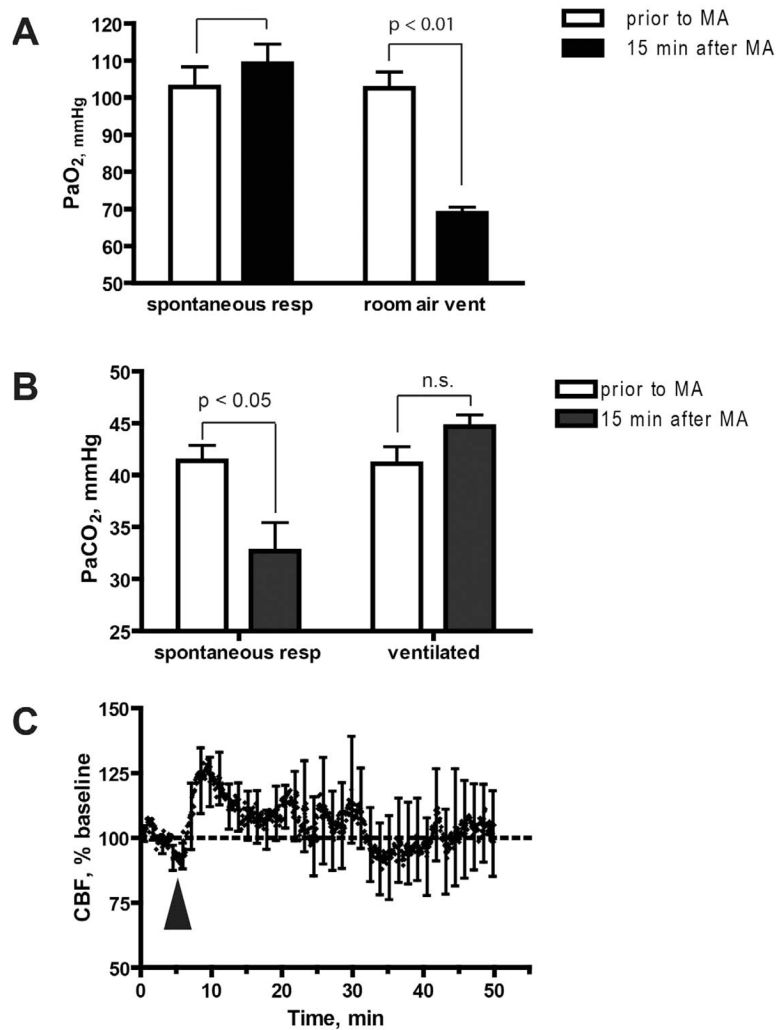 A
120
110
100
90
80
70
60
50
PaO2, mmHg
p < 0.01
spontaneous resp
room air vent
prior to MA
15 min after MA
B
50
45
40
35
30
25
PaCO2, mmHg
p < 0.05
n.s.
spontaneous resp
ventilated
prior to MA
15 min after MA
C
150
125
100
75
50
CBF, % baseline
0 10 20 30 40 50
Time, min